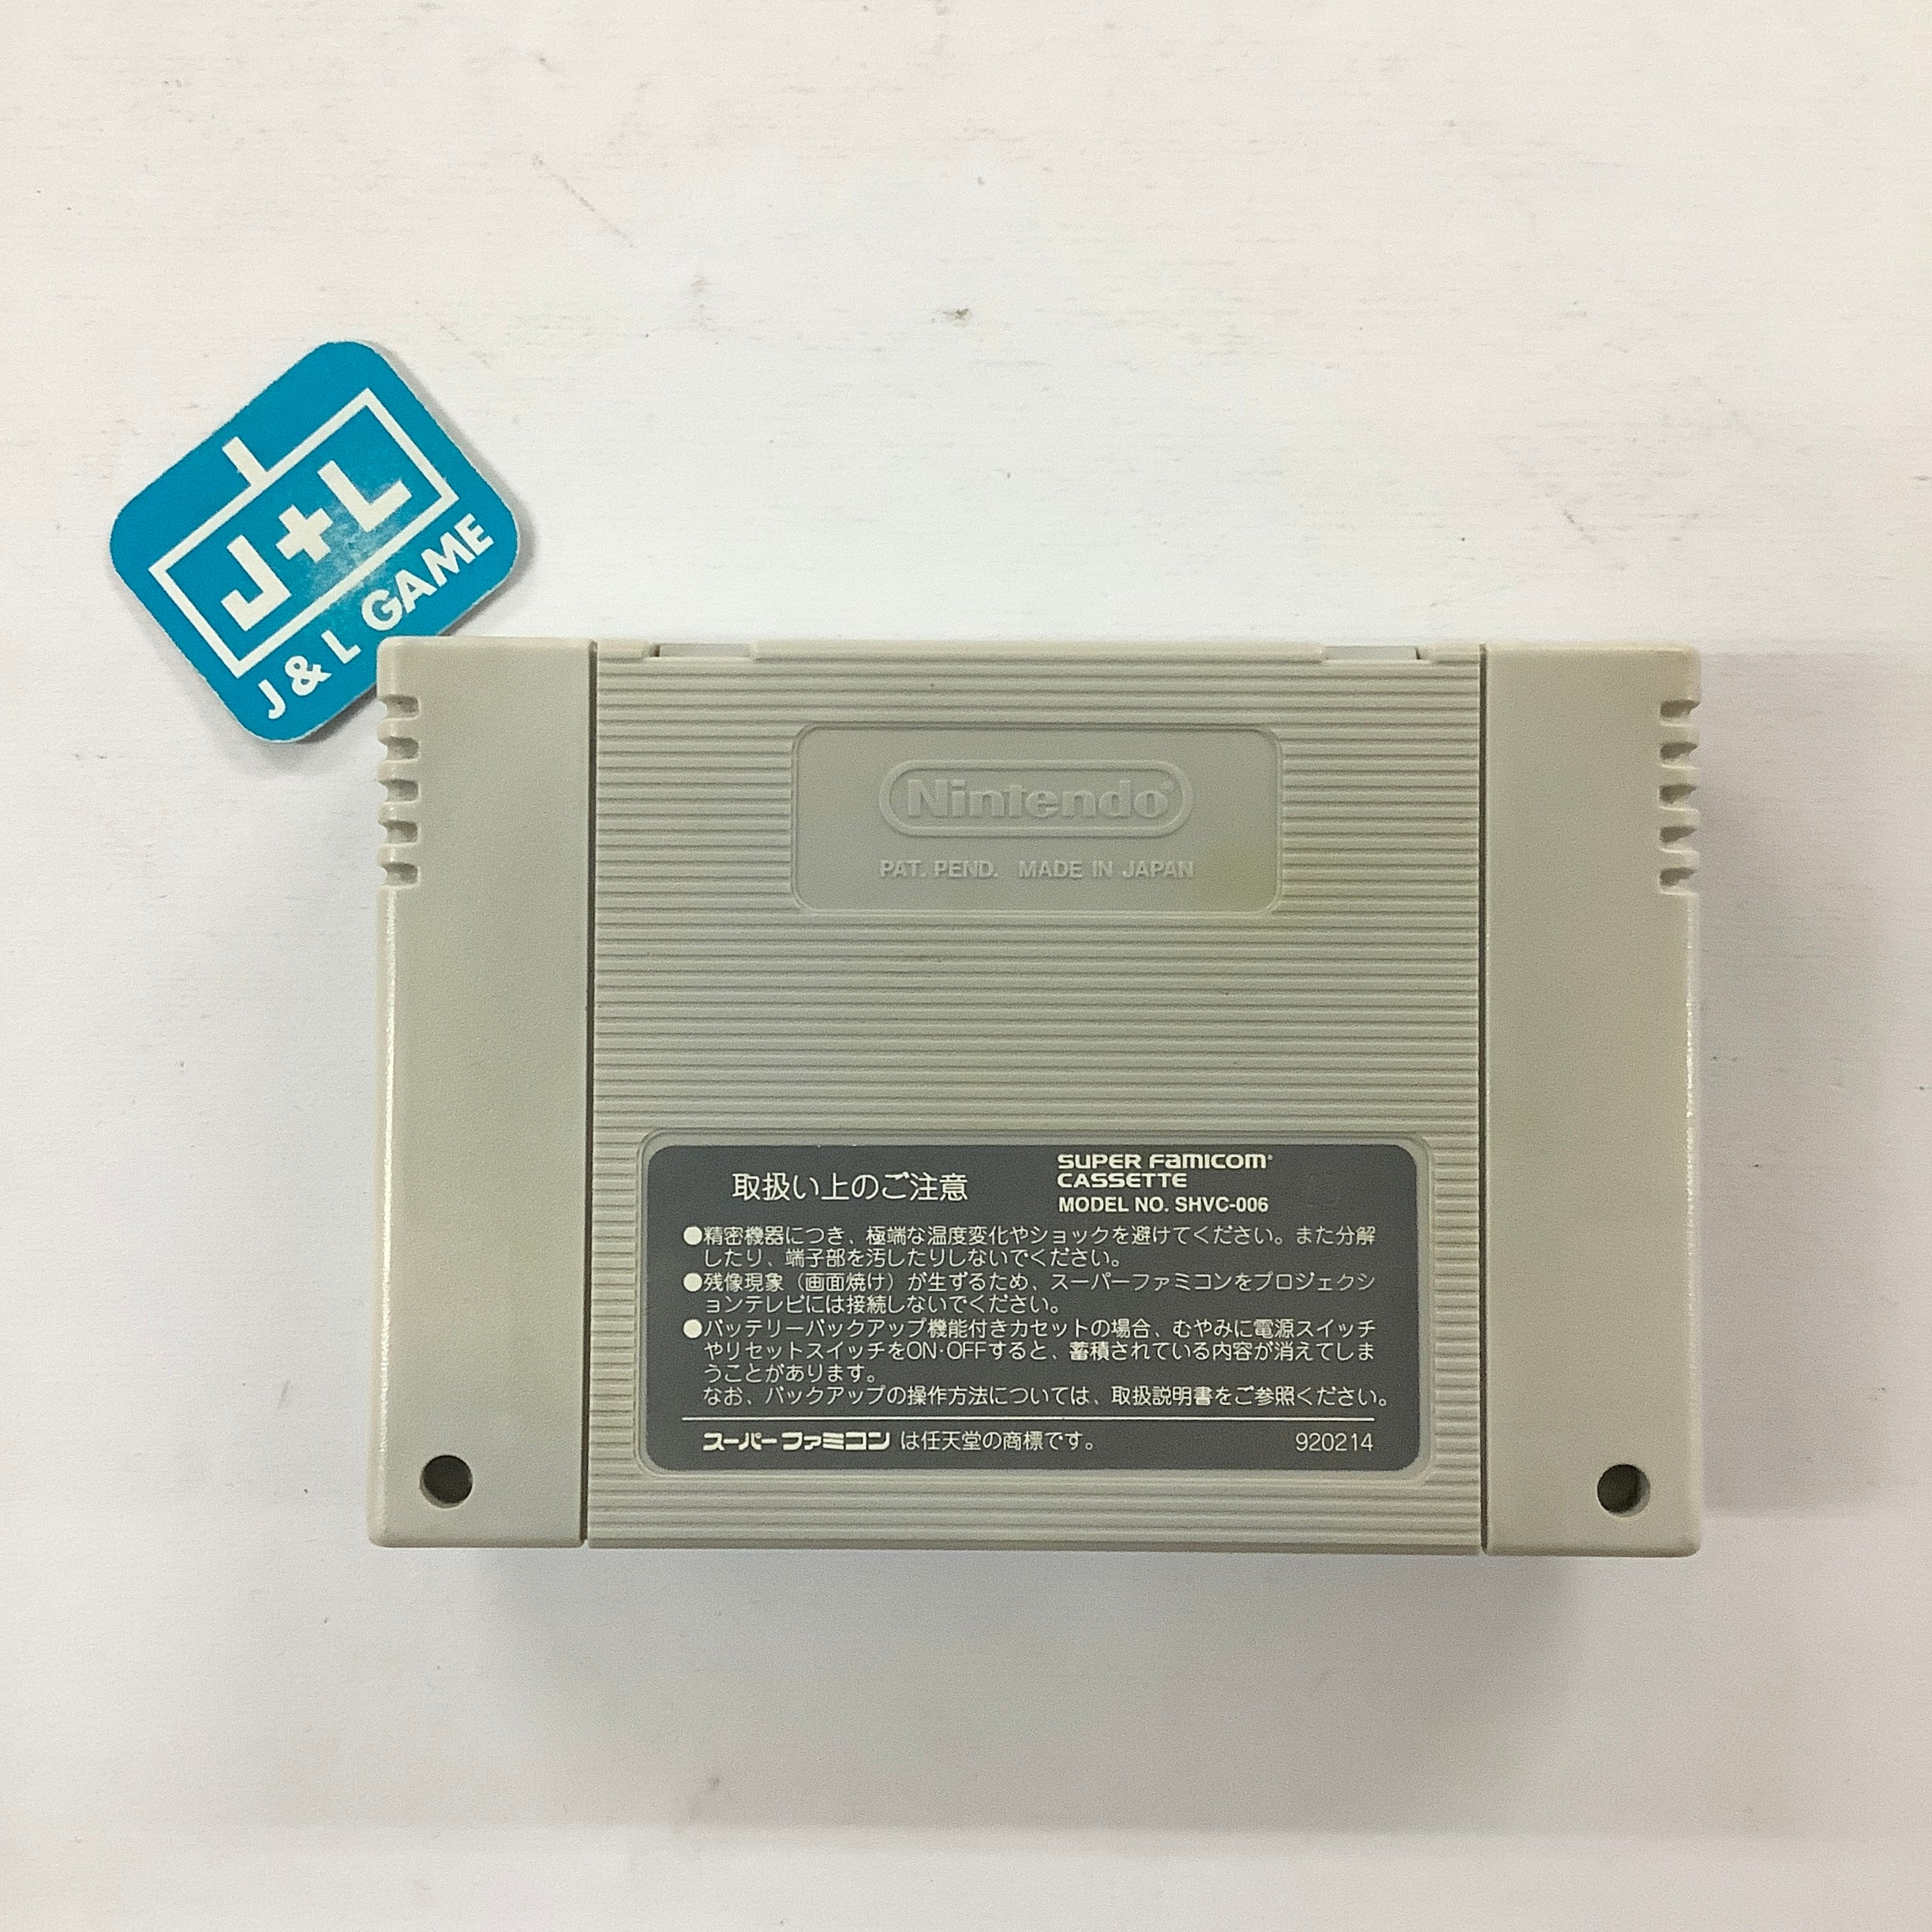 J+L
J & L GAME
Nintendo®
PAT. PEND. MADE IN JAPAN
取扱い上のご注意
SUPER FAMICOM®
CASSETTE
MODEL NO. SHVC-006
●精密機器につき、極端な温度変化やショックを避けてください。また分解
したり、端子部を汚したりしないでください。
●残像現象（画面焼け）が生ずるため、スーパーファミコンをプロジェクシ
ョンテレビには接続しないでください。
●バッテリーバックアップ機能付きカセットの場合、むやみに電源スイッチ
やリセットスイッチをON·OFFすると、蓄積されている内容が消えてしま
うことがあります。
なお、バックアップの操作方法については、取扱説明書をご参照ください。
スーパーファミコン は任天堂の商標です。
920214